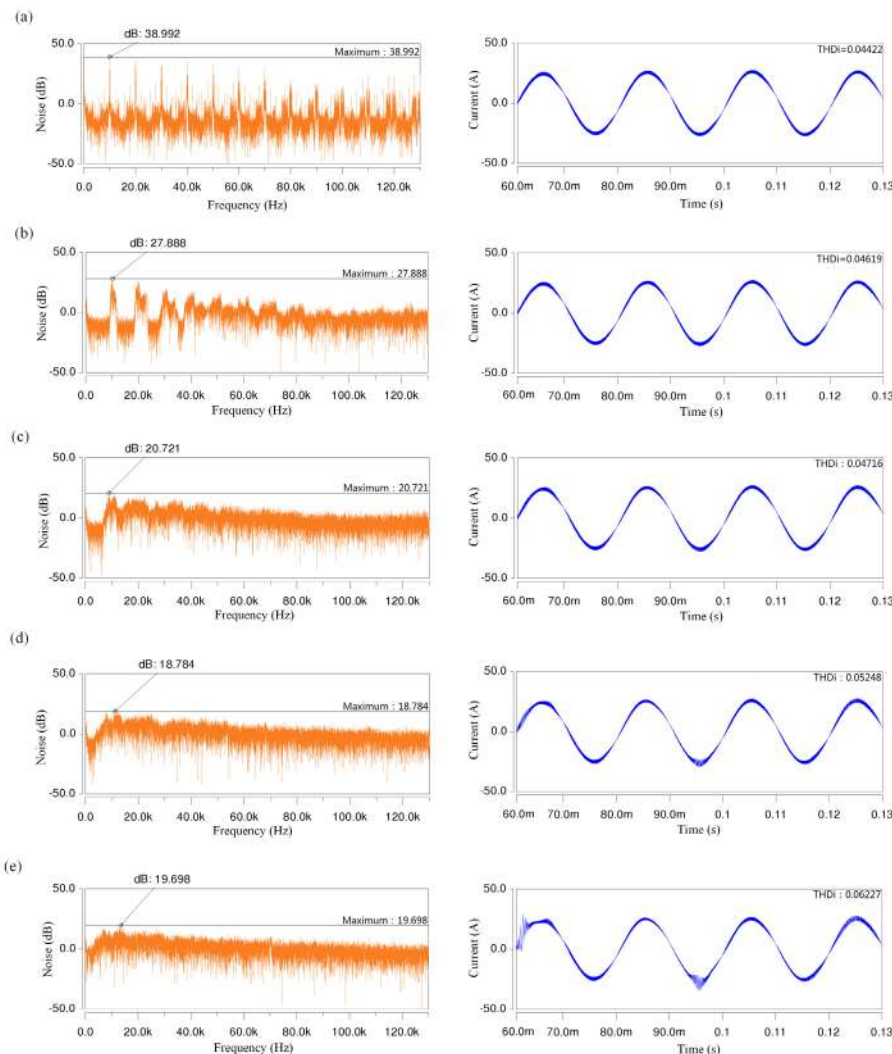 (a)
dB: 38.992
Maximum : 38.992
50.0
0.0
-50.0
Noise (dB)
0.0 20.0k 40.0k 60.0k 80.0k 100.0k 120.0k
Frequency (Hz)
THDi=0.04422
50.0
0.0
-50.0
Current (A)
60.0m 70.0m 80.0m 90.0m 0.1 0.11 0.12 0.13
Time (s)
(b)
dB: 27.888
Maximum : 27.888
50.0
0.0
-50.0
Noise (dB)
0.0 20.0k 40.0k 60.0k 80.0k 100.0k 120.0k
Frequency (Hz)
THDi=0.04619
50.0
0.0
-50.0
Current (A)
60.0m 70.0m 80.0m 90.0m 0.1 0.11 0.12 0.13
Time (s)
(c)
dB: 20.721
Maximum : 20.721
50.0
0.0
-50.0
Noise (dB)
0.0 20.0k 40.0k 60.0k 80.0k 100.0k 120.0k
Frequency (Hz)
THDi : 0.04716
50.0
0.0
-50.0
Current (A)
60.0m 70.0m 80.0m 90.0m 0.1 0.11 0.12 0.13
Time (s)
(d)
dB: 18.784
Maximum : 18.784
50.0
0.0
-50.0
Noise (dB)
0.0 20.0k 40.0k 60.0k 80.0k 100.0k 120.0k
Frequency (Hz)
THDi : 0.05248
50.0
0.0
-50.0
Current (A)
60.0m 70.0m 80.0m 90.0m 0.1 0.11 0.12 0.13
Time (s)
(e)
dB: 19.698
Maximum : 19.698
50.0
0.0
-50.0
Noise (dB)
0.0 20.0k 40.0k 60.0k 80.0k 100.0k 120.0k
Frequency (Hz)
THDi : 0.06227
50.0
0.0
-50.0
Current (A)
60.0m 70.0m 80.0m 90.0m 0.1 0.11 0.12 0.13
Time (s)